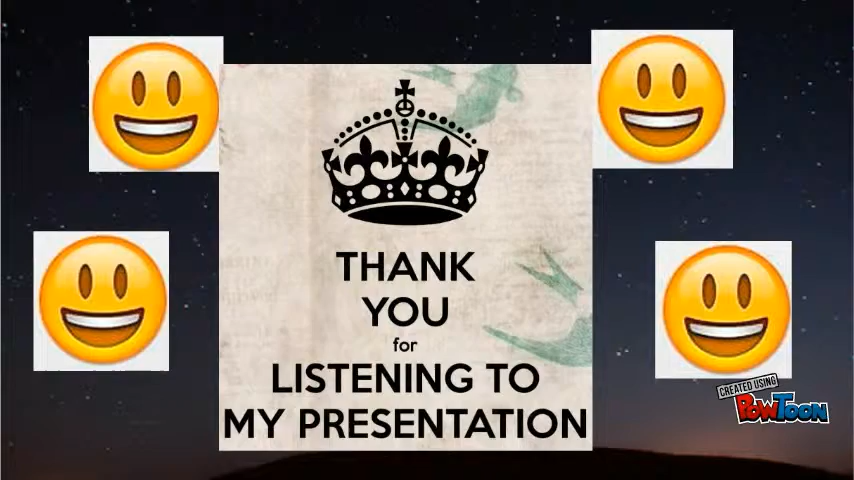 THANK
YOU
for
LISTENING TO
MY PRESENTATION
CREATED USING
POWTOON